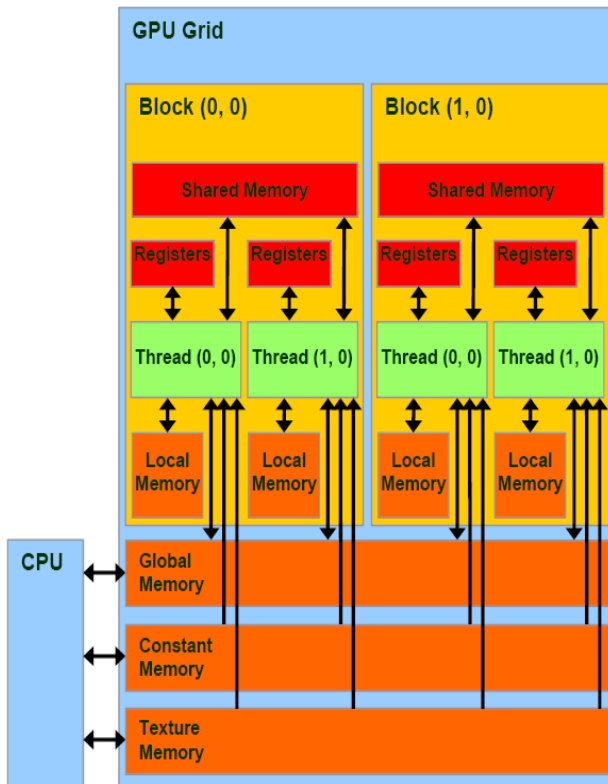 GPU Grid
Block (0, 0)
Block (1, 0)
Shared Memory
Shared Memory
Registers
Registers
Registers
Registers
Thread (0, 0)
Thread (1, 0)
Thread (0, 0)
Thread (1, 0)
Local
Memory
Local
Memory
Local
Memory
Local
Memory
CPU
Global
Memory
Constant
Memory
Texture
Memory